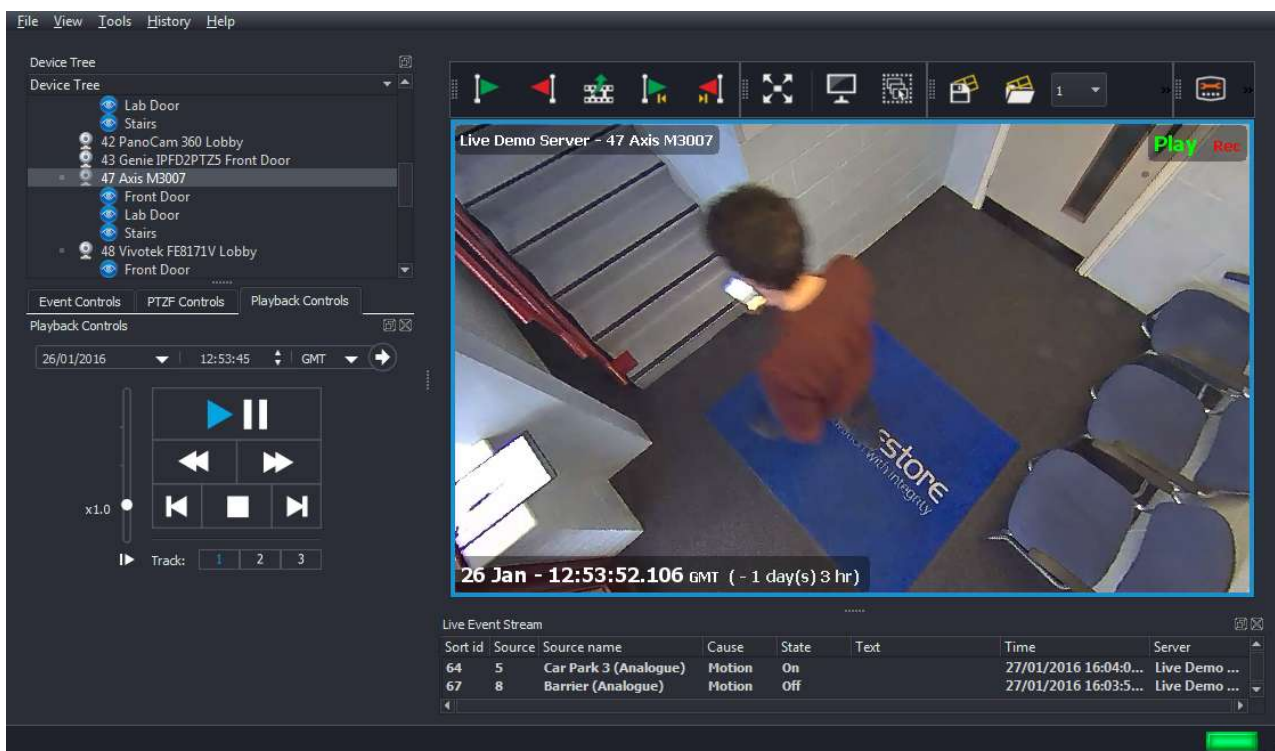 File View Tools History Help
Device Tree
Device Tree
Lab Door
Stairs
42 PanoCam 360 Lobby
43 Genie IPFD2PTZ5 Front Door
47 Axis M3007
Front Door
Lab Door
Stairs
48 Vivotek FE8171V Lobby
Front Door
Event Controls PTZF Controls Playback Controls
Playback Controls
26/01/2016 12:53:45 GMT
x1.0
Track: 1 2 3
1
Live Demo Server - 47 Axis M3007
Play Rec
cstore
with integrity
26 Jan - 12:53:52.106 GMT ( - 1 day(s) 3 hr)
Live Event Stream
Sort id Source Source name Cause State Text Time Server
64 5 Car Park 3 (Analogue) Motion On 27/01/2016 16:04:0... Live Demo ...
67 8 Barrier (Analogue) Motion Off 27/01/2016 16:03:5... Live Demo ...